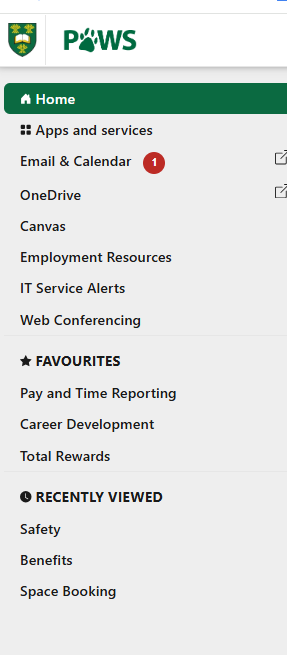 PAWS
Home
Apps and services
Email & Calendar 1
OneDrive
Canvas
Employment Resources
IT Service Alerts
Web Conferencing
FAVOURITES
Pay and Time Reporting
Career Development
Total Rewards
RECENTLY VIEWED
Safety
Benefits
Space Booking